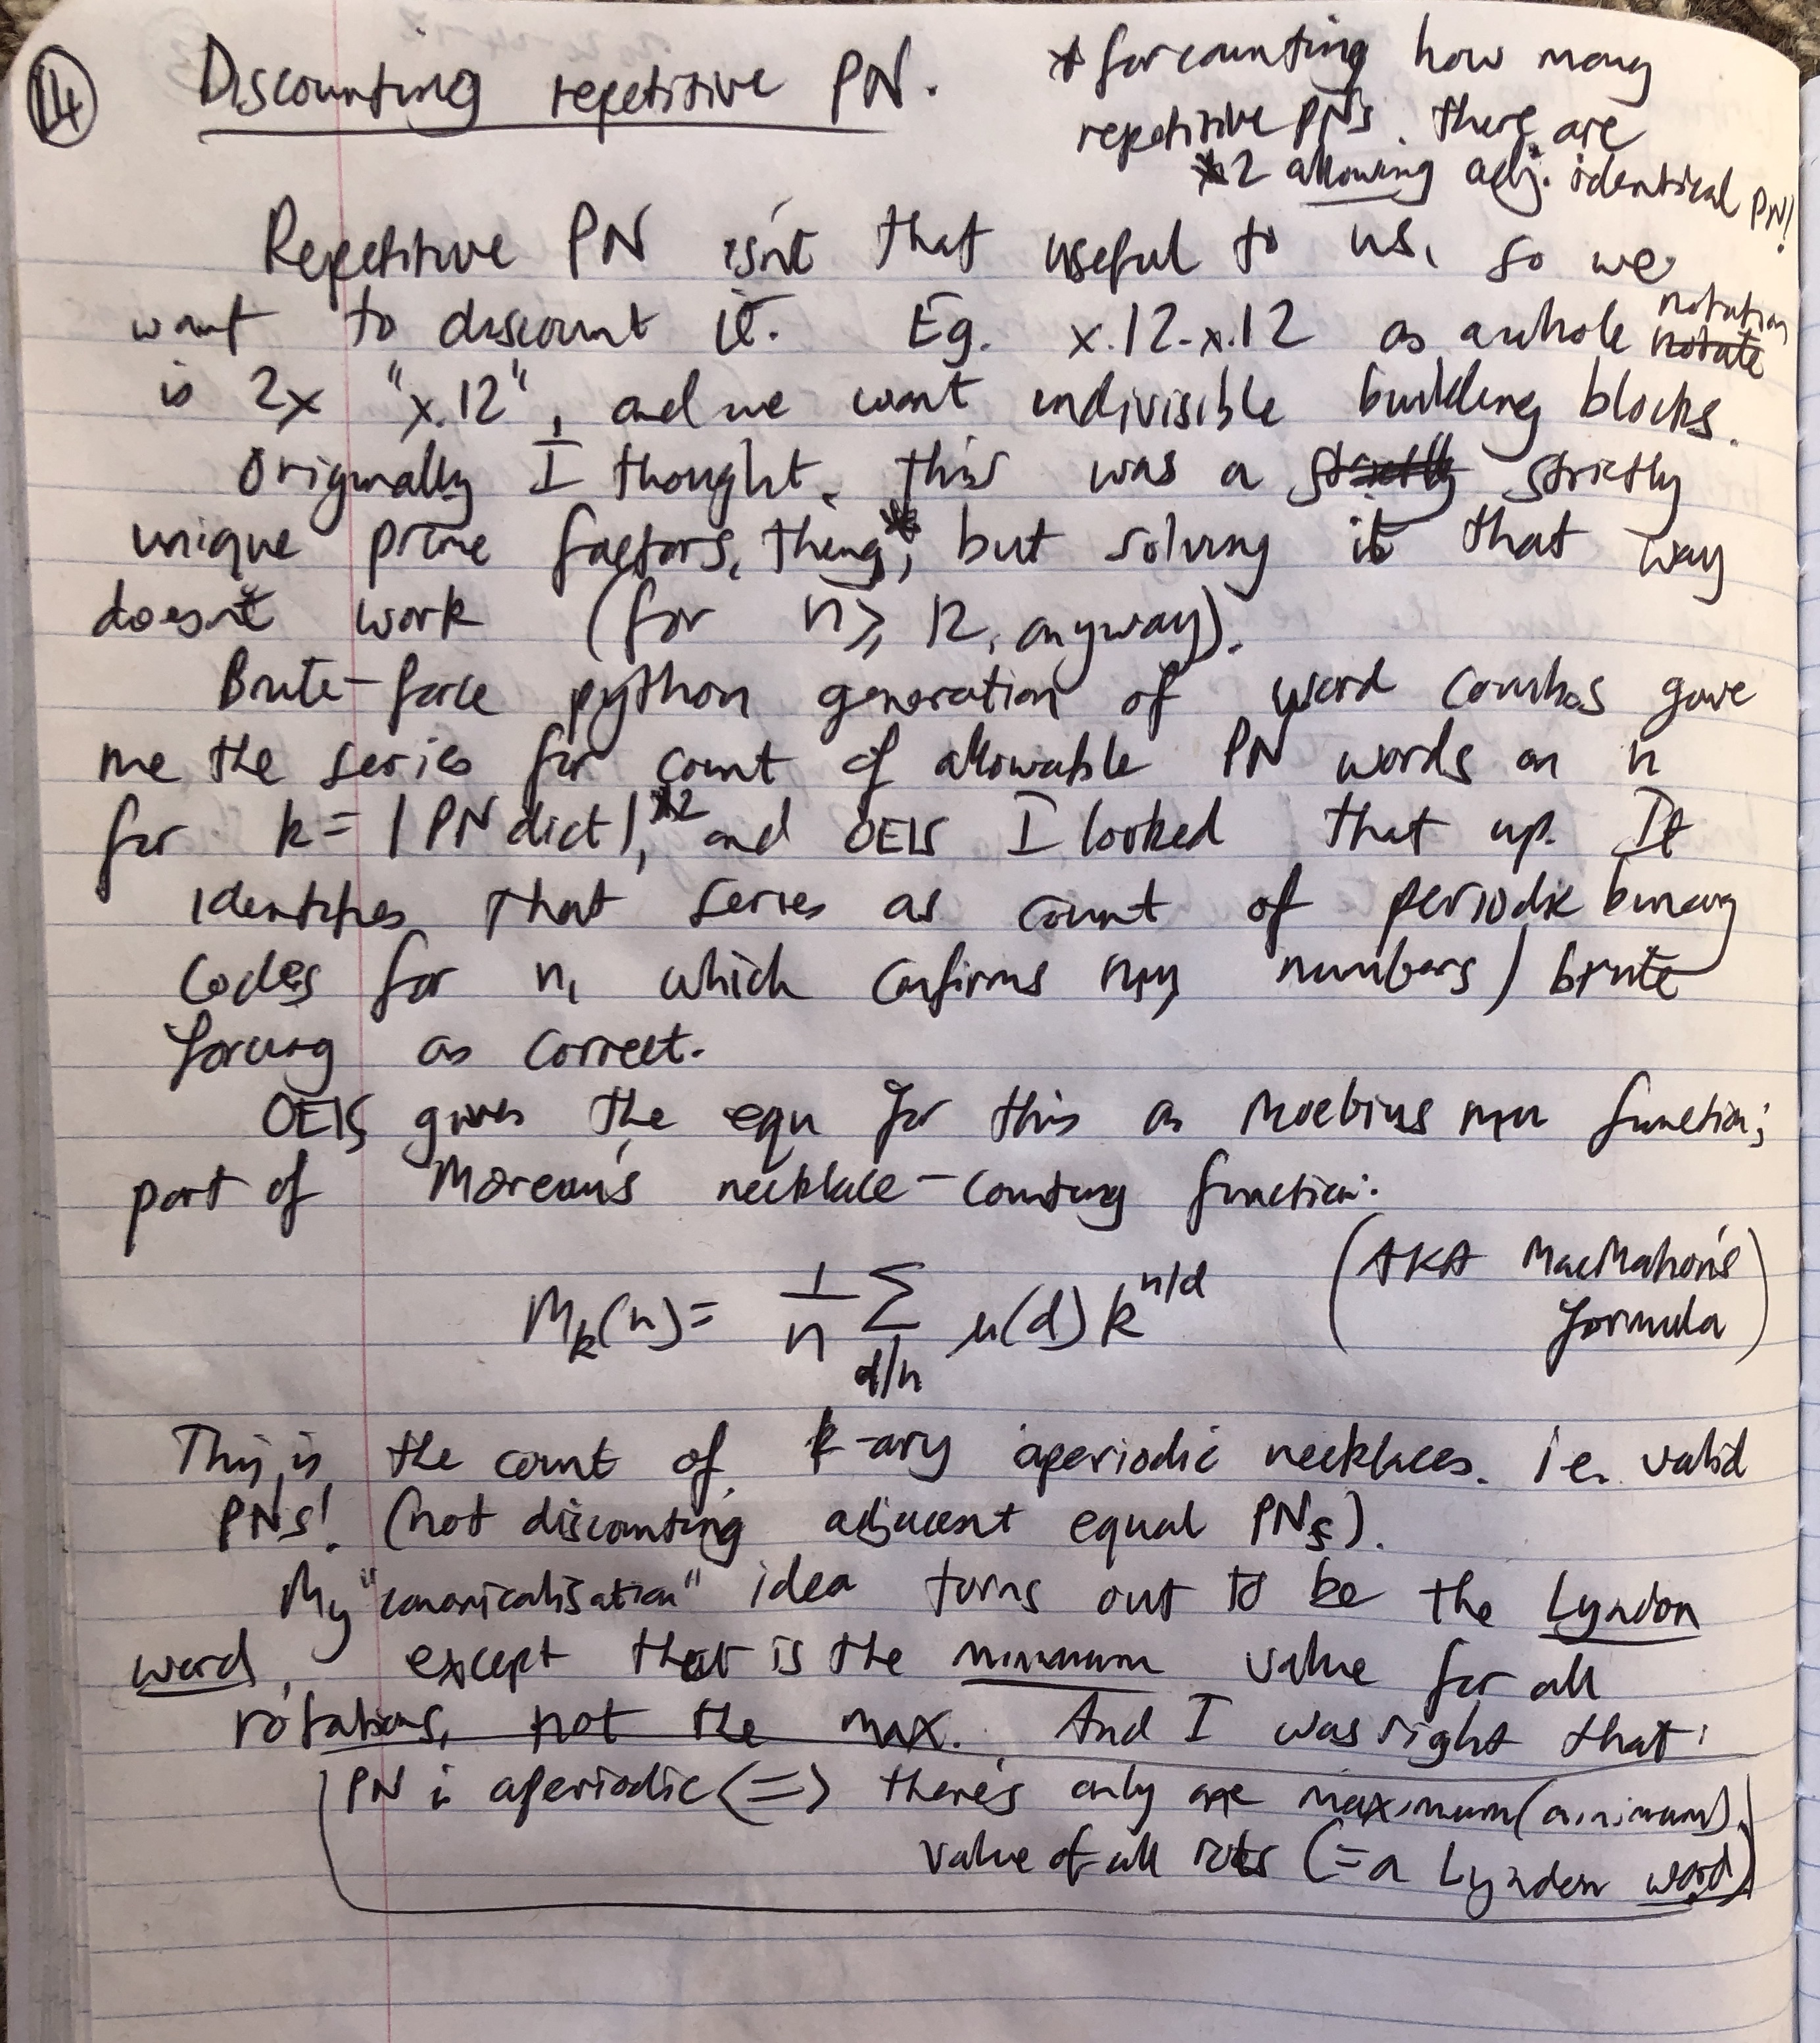 14
Discounting repetitive PN.
* for counting how many
repetitive PNs there are
*2 allowing adj. identical PN!
Repetitive PN isn't that useful to us, so we
want to discount it. Eg. x.12-x.12 as awhole notation
is 2x "x.12", and we want indivisible building blocks.
Originally I thought this was a strictly
unique prime factors, thing*, but solving it that way
doesn't work (for n ⩾ 12, anyway).
Brute-force python generation of word combos gave
me the series for count of allowable PN words on n
for k = |PN dict|,*2 and OEIS I looked that up. It
identifies that series as count of periodic binary
codes for n, which confirms my numbers / brute
forcing as correct.
OEIS gives the equ for this as Moebius mu function;
part of Moreau's necklace-counting function:
Mk(n) = 1/n Σ d/n μ(d) k^n/d
(AKA MacMahon's
formula)
This is the count of k-ary aperiodic necklaces. ie. valid
PNs! (not discounting adjacent equal PNs).
My "canonicalisation" idea turns out to be the Lyndon
word, except that is the minimum value for all
rotations, not the max. And I was right that:
PN is aperiodic <=> there's only one maximum (minimum)
value of all rots (= a Lyndon word)